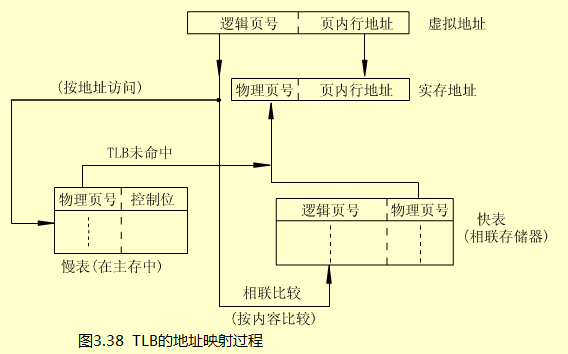 逻辑页号 页内行地址 虚拟地址
(按地址访问)
物理页号 页内行地址 实存地址
TLB未命中
物理页号 控制位
逻辑页号 物理页号
快表
(相联存储器)
慢表(在主存中)
相联比较
(按内容比较)
图3.38 TLB的地址映射过程